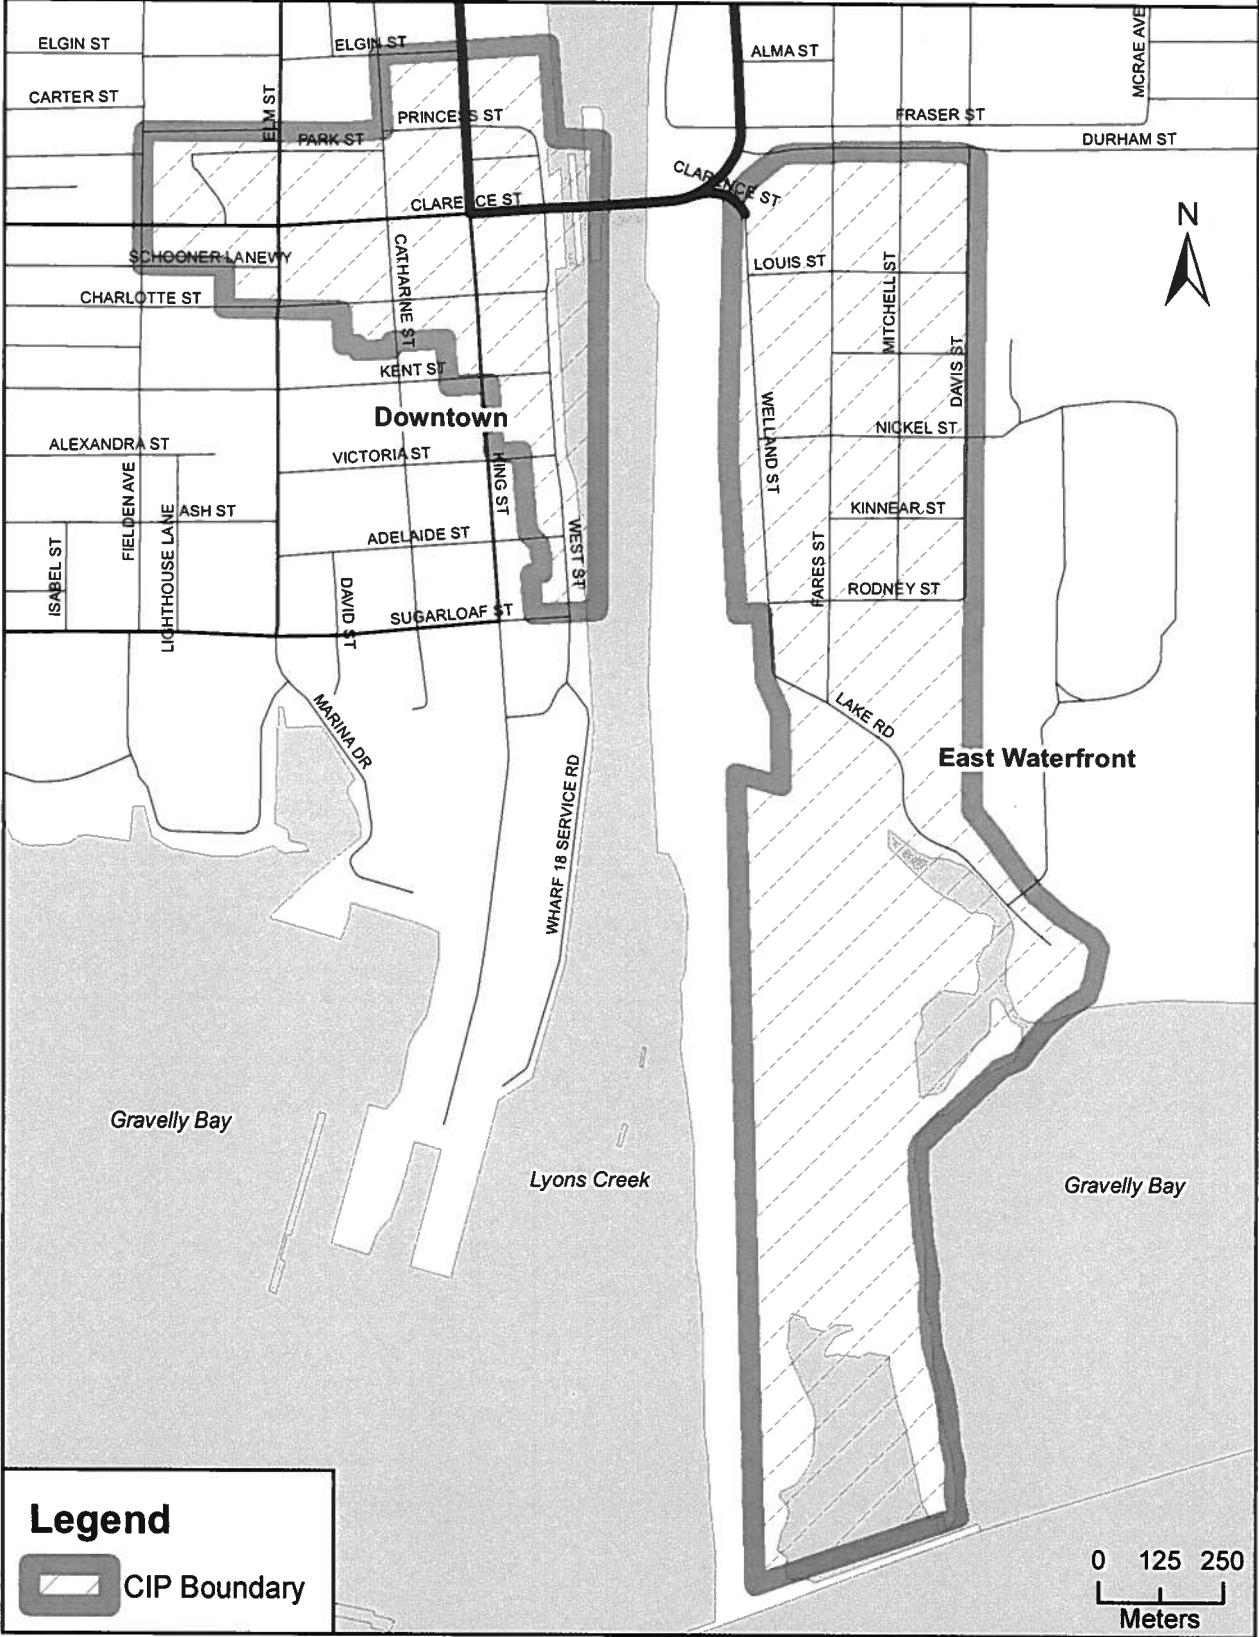 ELGIN ST
ELGIN ST
ALMA ST
MCRAE AVE
CARTER ST
ELM ST
PRINCESS ST
FRASER ST
PARK ST
DURHAM ST
CLARENCE ST
CLARENCE ST
N
SCHOONER LANEWY
CATHARINE ST
LOUIS ST
MITCHELL ST
CHARLOTTE ST
KENT ST
DAVIS ST
Downtown
WELLAND ST
NICKEL ST
ALEXANDRA ST
VICTORIA ST
KING ST
FIELDEN AVE
LIGHTHOUSE LANE
ASH ST
KINNEAR ST
ISABEL ST
ADELAIDE ST
WEST ST
FARES ST
DAVID ST
RODNEY ST
SUGARLOAF ST
MARINA DR
LAKE RD
East Waterfront
WHARF 18 SERVICE RD
Gravelly Bay
Lyons Creek
Gravelly Bay
Legend
CIP Boundary
0 125 250
Meters